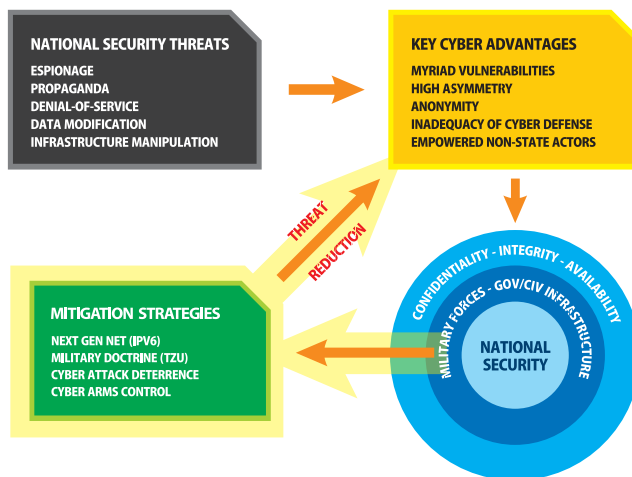 NATIONAL SECURITY THREATS
ESPIONAGE
PROPAGANDA
DENIAL-OF-SERVICE
DATA MODIFICATION
INFRASTRUCTURE MANIPULATION
KEY CYBER ADVANTAGES
MYRIAD VULNERABILITIES
HIGH ASYMMETRY
ANONYMITY
INADEQUACY OF CYBER DEFENSE
EMPOWERED NON-STATE ACTORS
THREAT
REDUCTION
MITIGATION STRATEGIES
NEXT GEN NET (IPV6)
MILITARY DOCTRINE (TZU)
CYBER ATTACK DETERRENCE
CYBER ARMS CONTROL
CONFIDENTIALITY - INTEGRITY - AVAILABILITY
MILITARY FORCES - GOV/CIV INFRASTRUCTURE
NATIONAL
SECURITY